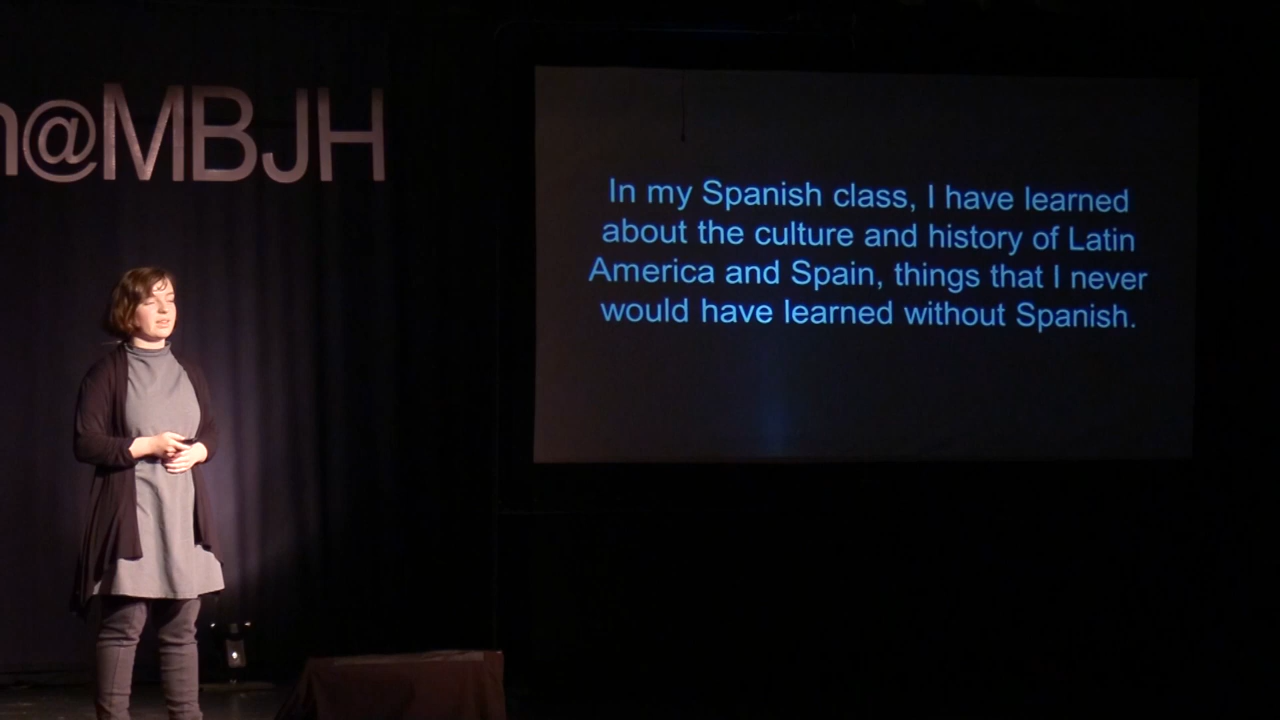 @MBJH
In my Spanish class, I have learned
about the culture and history of Latin
America and Spain, things that I never
would have learned without Spanish.